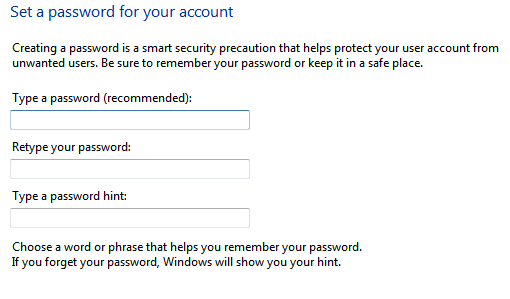 Set a password for your account
Creating a password is a smart security precaution that helps protect your user account from
unwanted users. Be sure to remember your password or keep it in a safe place.
Type a password (recommended):
Retype your password:
Type a password hint:
Choose a word or phrase that helps you remember your password.
If you forget your password, Windows will show you your hint.